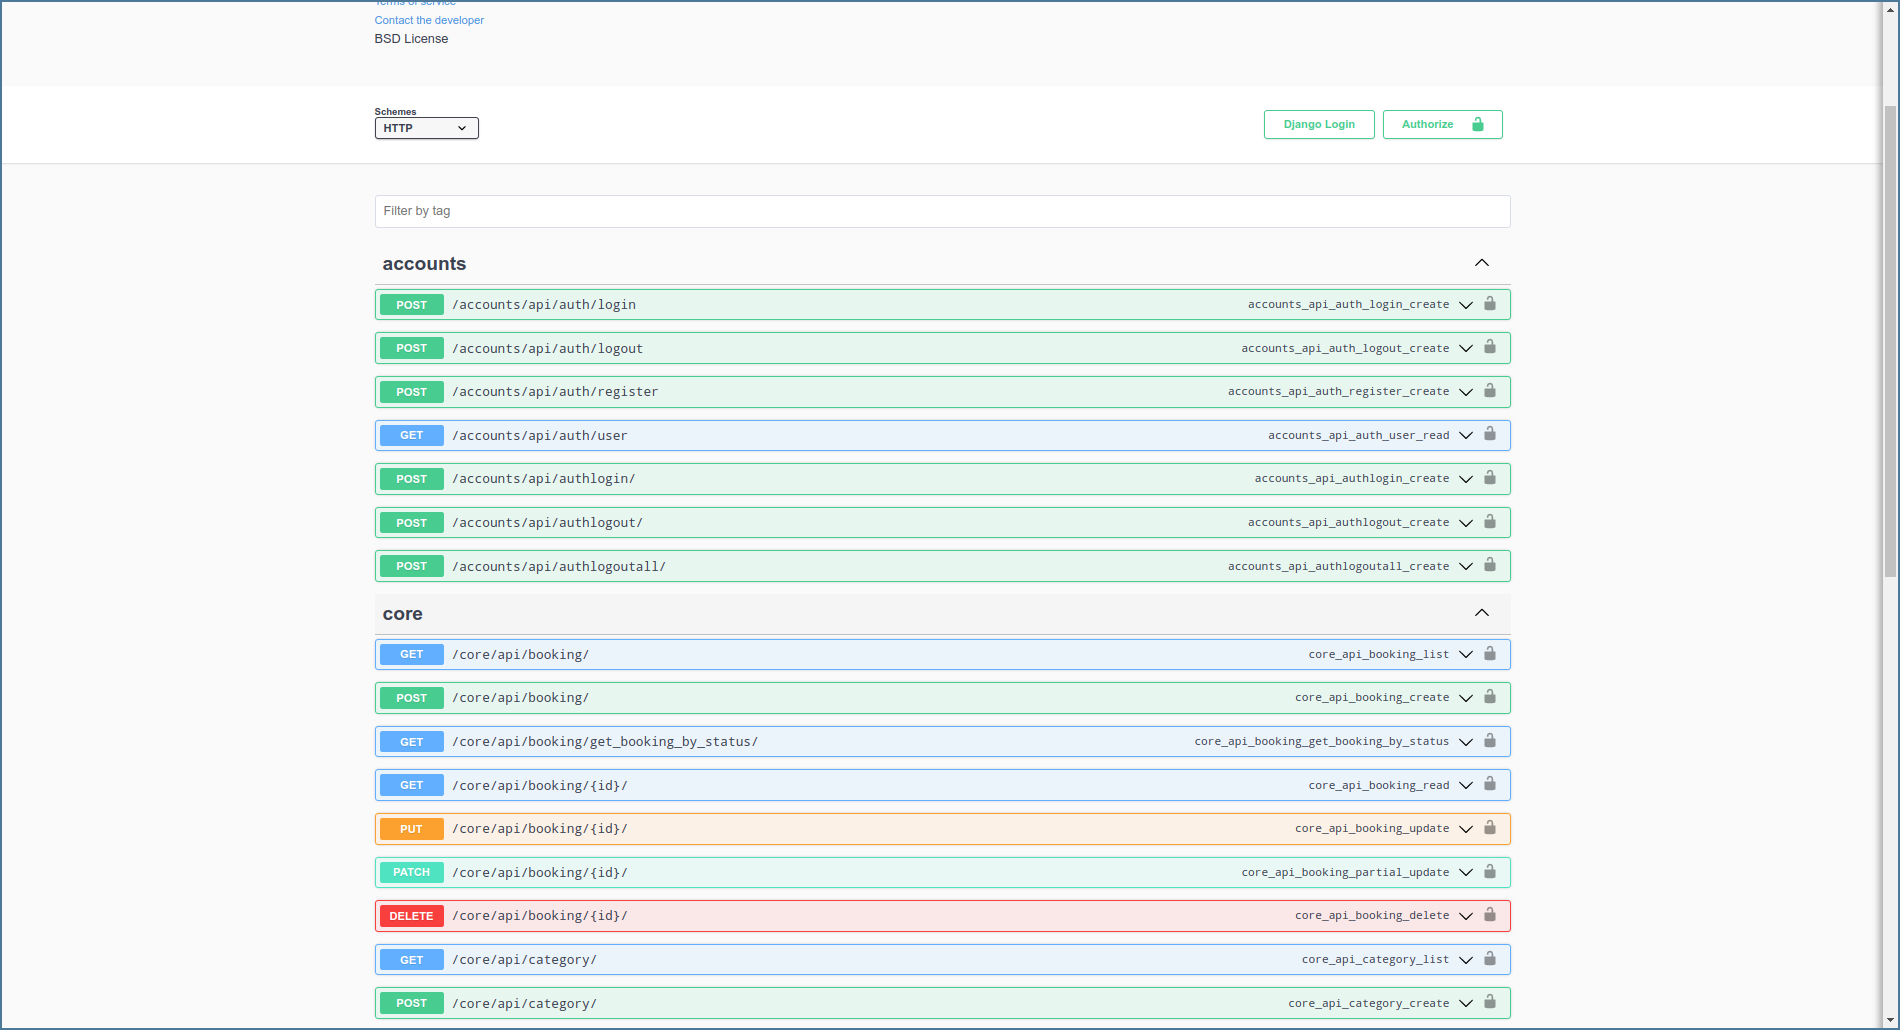 Terms of service
Contact the developer
BSD License
Schemes
HTTP
Django Login
Authorize
Filter by tag
accounts
POST /accounts/api/auth/login accounts_api_auth_login_create
POST /accounts/api/auth/logout accounts_api_auth_logout_create
POST /accounts/api/auth/register accounts_api_auth_register_create
GET /accounts/api/auth/user accounts_api_auth_user_read
POST /accounts/api/authlogin/ accounts_api_authlogin_create
POST /accounts/api/authlogout/ accounts_api_authlogout_create
POST /accounts/api/authlogoutall/ accounts_api_authlogoutall_create
core
GET /core/api/booking/ core_api_booking_list
POST /core/api/booking/ core_api_booking_create
GET /core/api/booking/get_booking_by_status/ core_api_booking_get_booking_by_status
GET /core/api/booking/{id}/ core_api_booking_read
PUT /core/api/booking/{id}/ core_api_booking_update
PATCH /core/api/booking/{id}/ core_api_booking_partial_update
DELETE /core/api/booking/{id}/ core_api_booking_delete
GET /core/api/category/ core_api_category_list
POST /core/api/category/ core_api_category_create